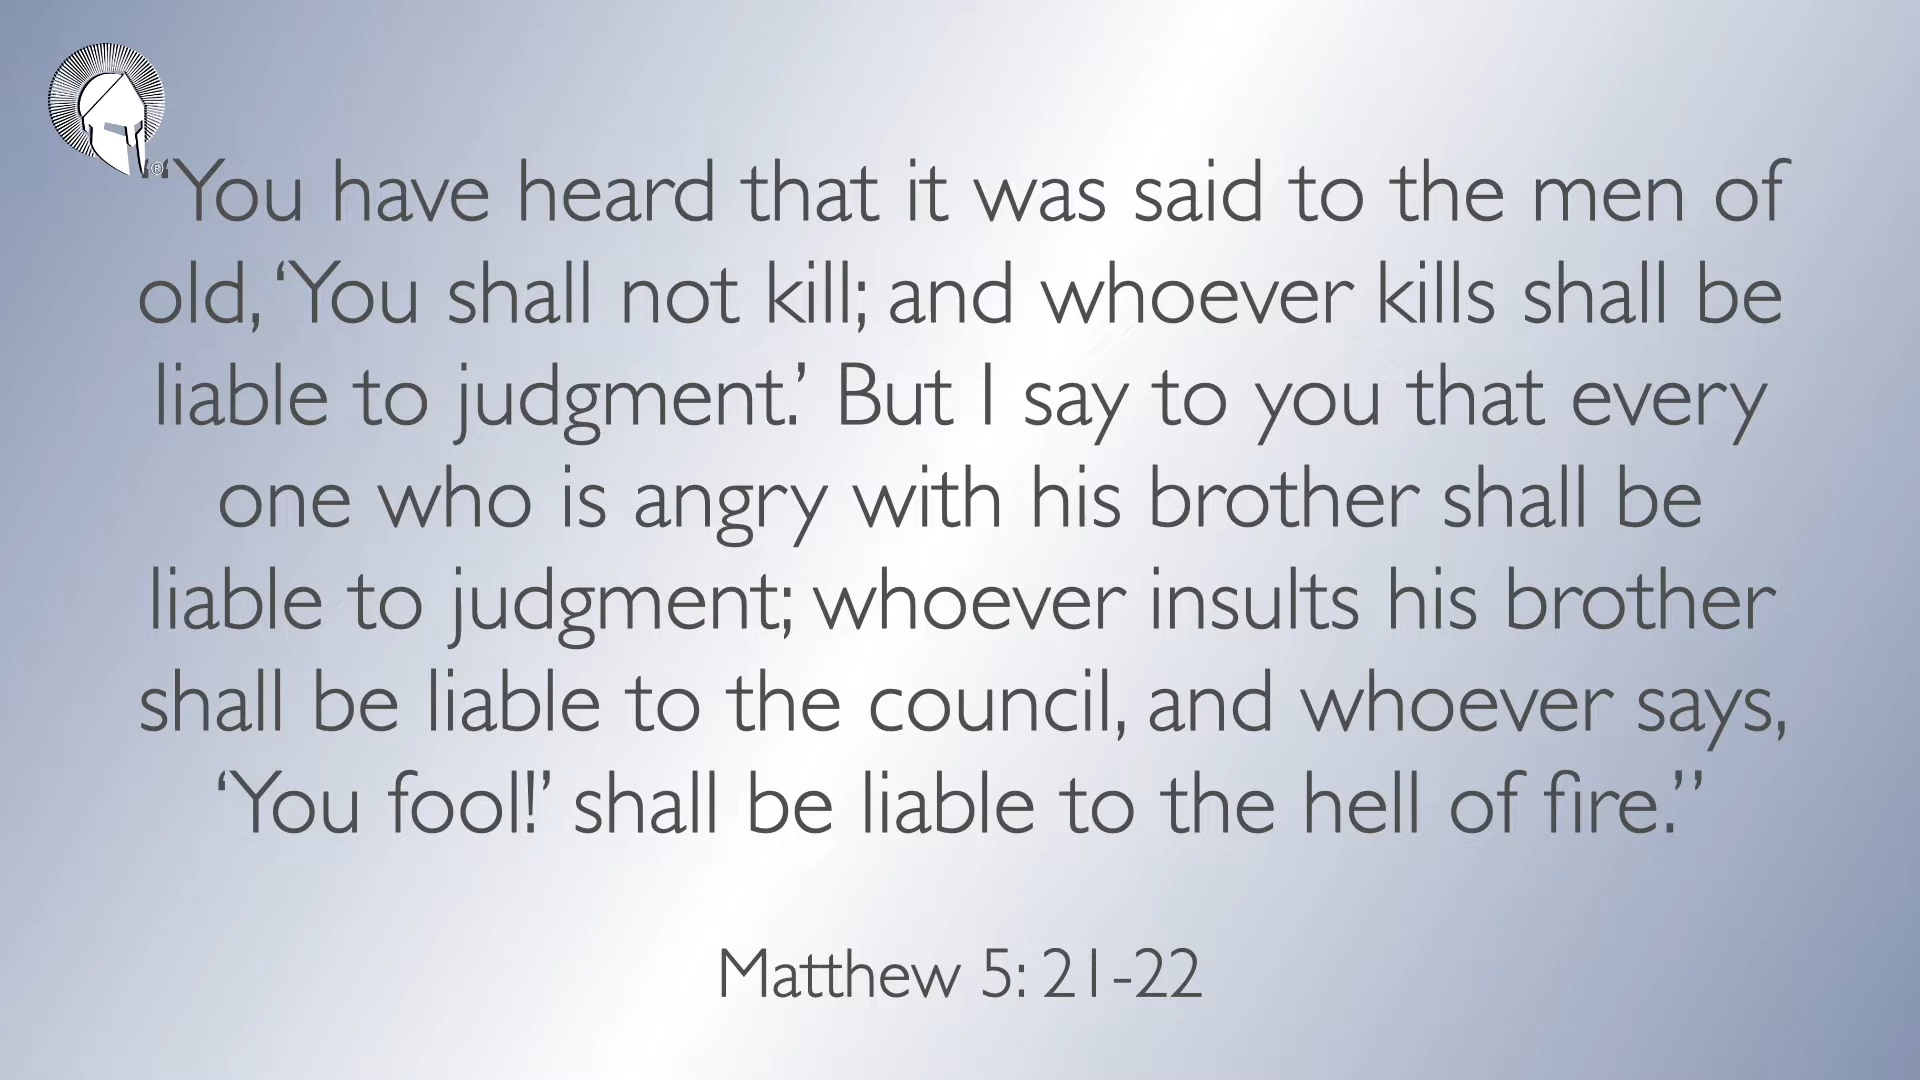 “You have heard that it was said to the men of
old, ‘You shall not kill; and whoever kills shall be
liable to judgment.’ But I say to you that every
one who is angry with his brother shall be
liable to judgment; whoever insults his brother
shall be liable to the council, and whoever says,
‘You fool!’ shall be liable to the hell of fire.’’
Matthew 5: 21-22
®